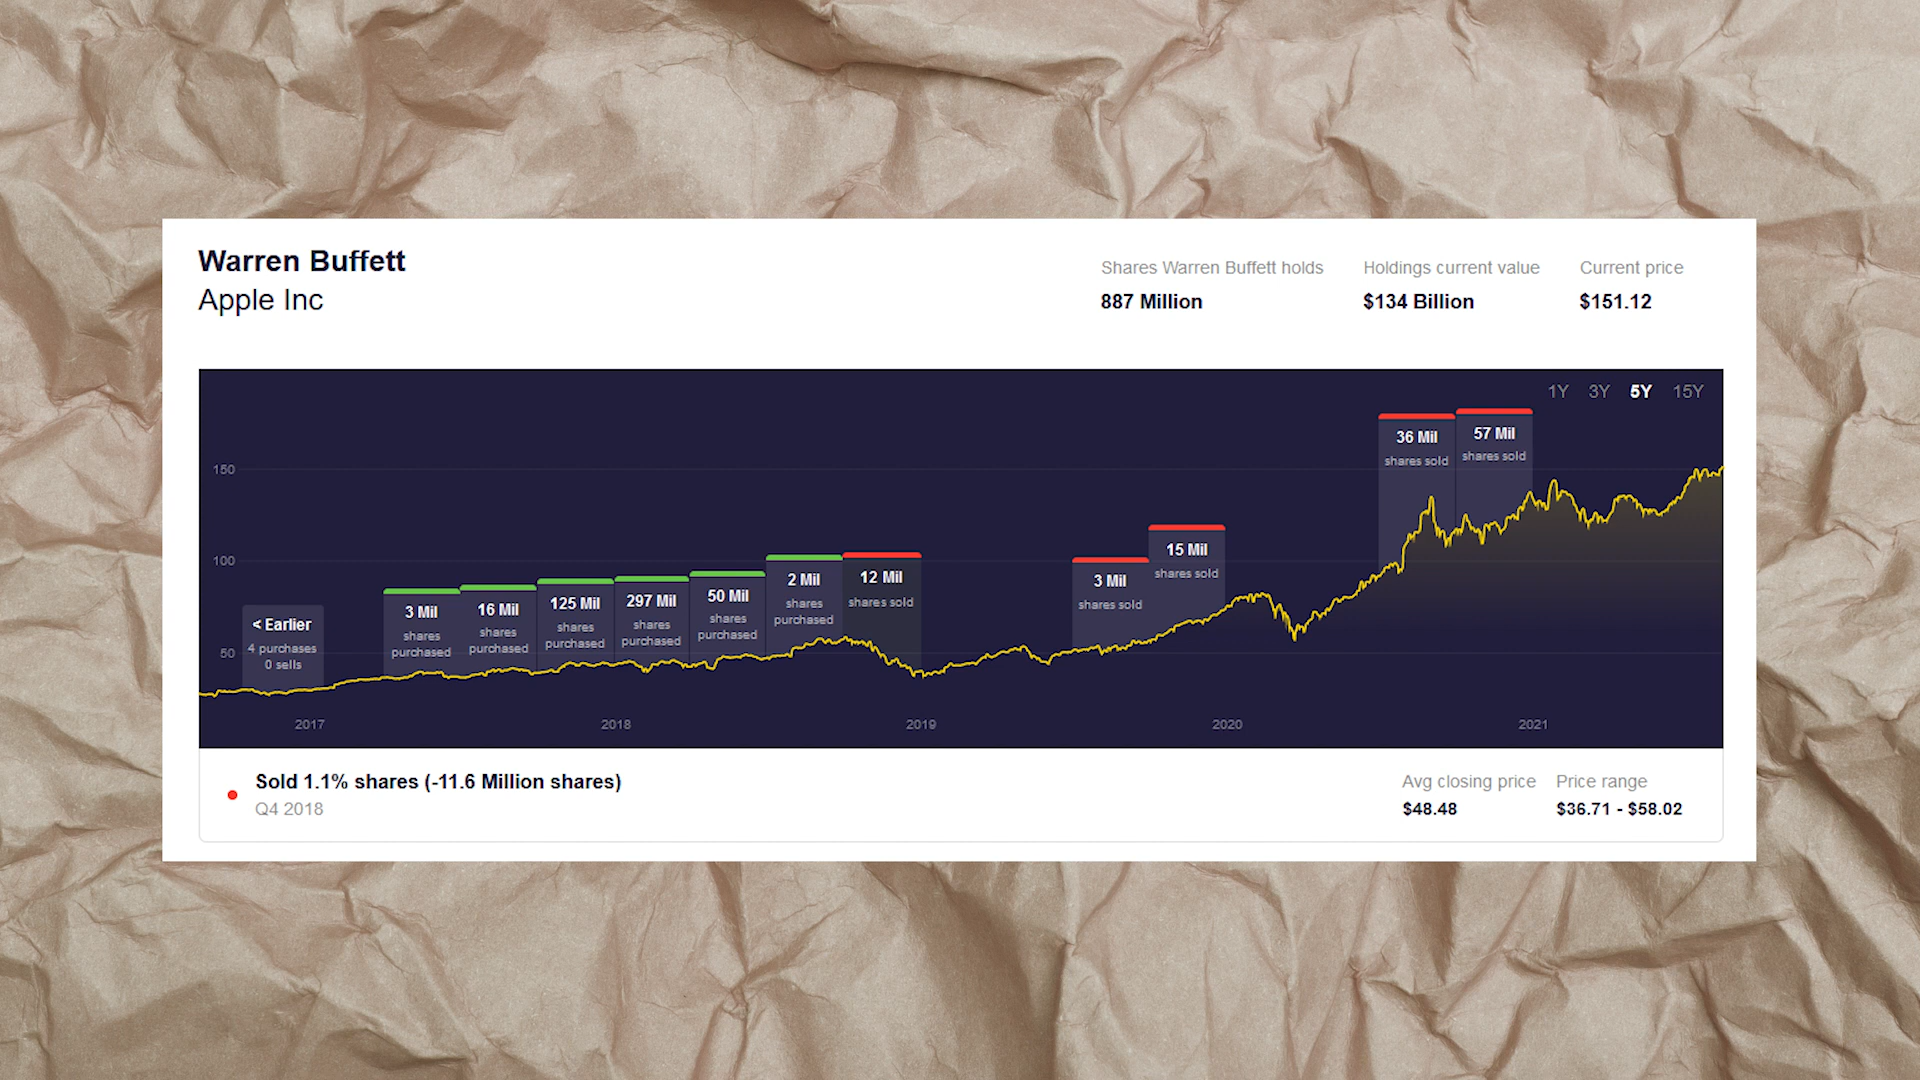 Warren Buffett
Apple Inc
Shares Warren Buffett holds
887 Million
Holdings current value
$134 Billion
Current price
$151.12
1Y 3Y 5Y 15Y
150
100
50
< Earlier
4 purchases
0 sells
3 Mil
shares
purchased
16 Mil
shares
purchased
125 Mil
shares
purchased
297 Mil
shares
purchased
50 Mil
shares
purchased
2 Mil
shares
purchased
12 Mil
shares sold
3 Mil
shares sold
15 Mil
shares sold
36 Mil
shares sold
57 Mil
shares sold
2017 2018 2019 2020 2021
Sold 1.1% shares (-11.6 Million shares)
Q4 2018
Avg closing price
$48.48
Price range
$36.71 - $58.02